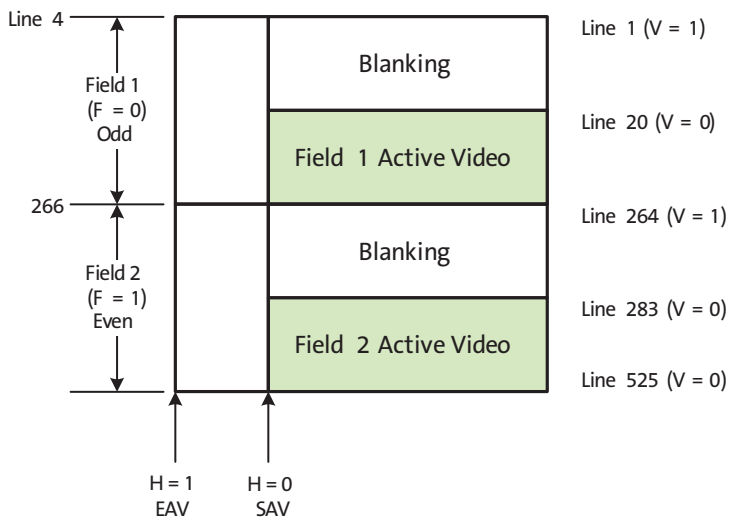 Line 4
Field 1
(F = 0)
Odd
266
Field 2
(F = 1)
Even
Blanking
Field 1 Active Video
Blanking
Field 2 Active Video
Line 1 (V = 1)
Line 20 (V = 0)
Line 264 (V = 1)
Line 283 (V = 0)
Line 525 (V = 0)
H = 1
EAV
H = 0
SAV